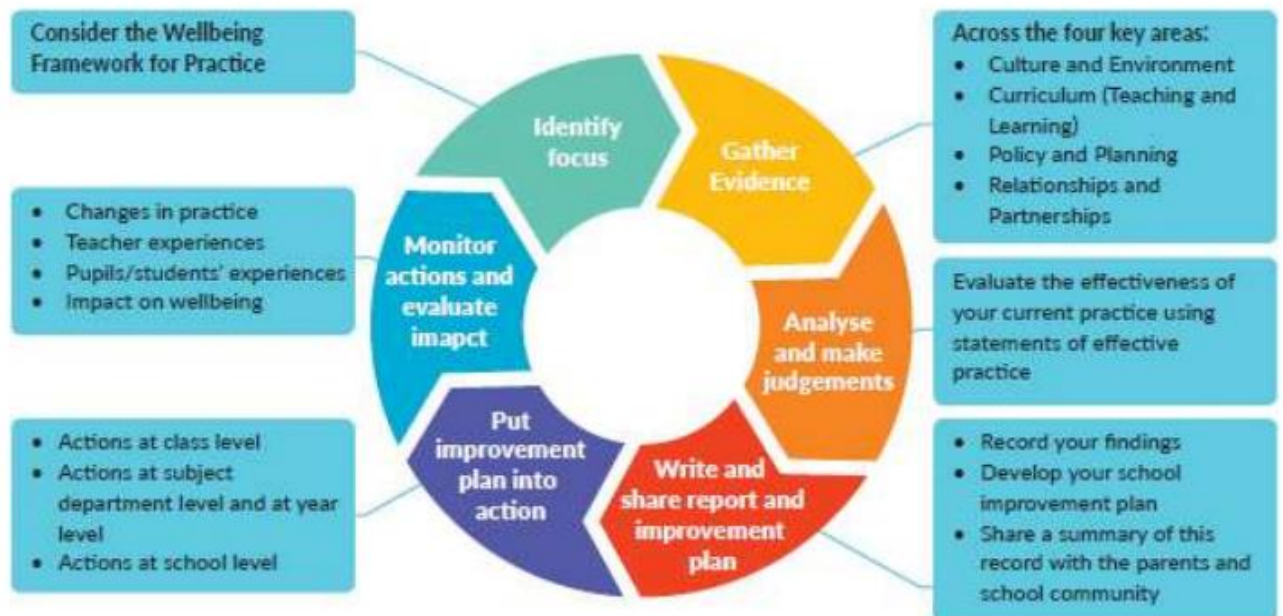 Consider the Wellbeing
Framework for Practice
Identify
focus
Gather
Evidence
Across the four key areas:
• Culture and Environment
• Curriculum (Teaching and
Learning)
• Policy and Planning
• Relationships and
Partnerships
Analyse
and make
judgements
Evaluate the effectiveness of
your current practice using
statements of effective
practice
Write and
share report and
improvement
plan
• Record your findings
• Develop your school
improvement plan
• Share a summary of this
record with the parents and
school community
Put
improvement
plan into
action
• Actions at class level
• Actions at subject
department level and at year
level
• Actions at school level
Monitor
actions and
evaluate
imapct
• Changes in practice
• Teacher experiences
• Pupils/students' experiences
• Impact on wellbeing